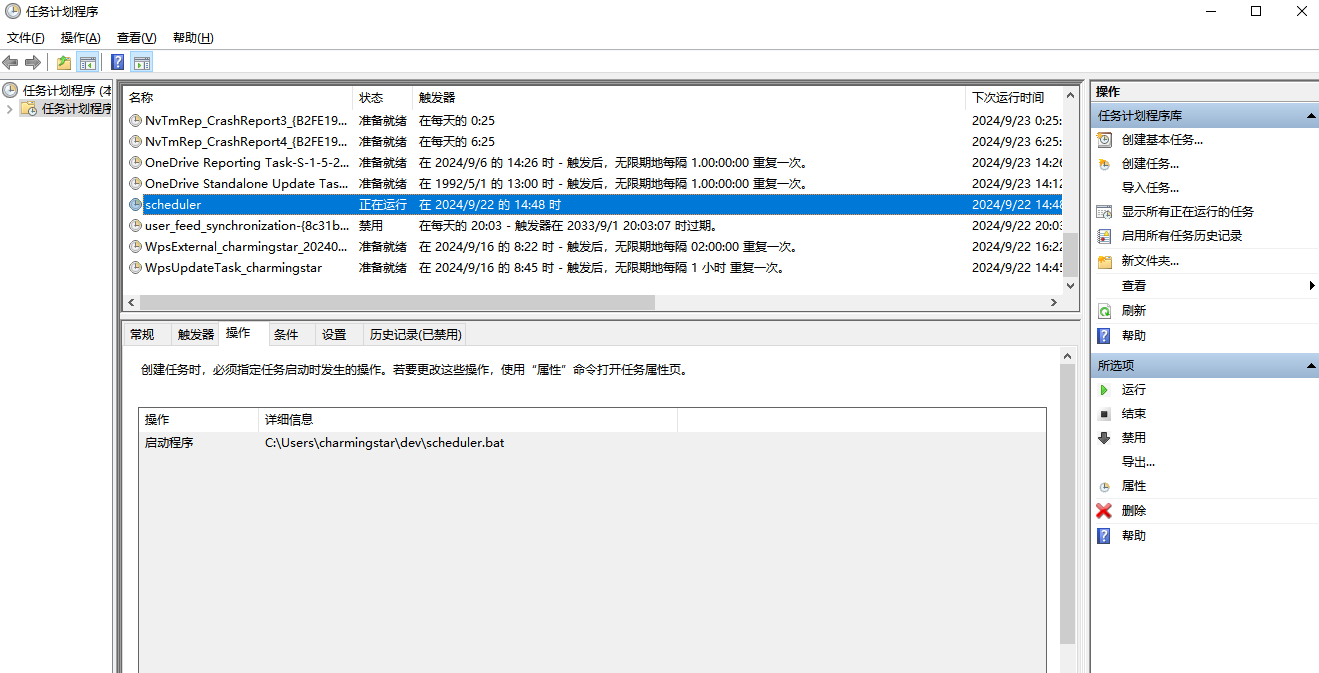 任务计划程序
文件(F) 操作(A) 查看(V) 帮助(H)
任务计划程序 (本
任务计划程序
名称 状态 触发器 下次运行时间
NvTmRep_CrashReport3_{B2FE19... 准备就绪 在每天的 0:25 2024/9/23 0:25:
NvTmRep_CrashReport4_{B2FE19... 准备就绪 在每天的 6:25 2024/9/23 6:25:
OneDrive Reporting Task-S-1-5-2... 准备就绪 在 2024/9/6 的 14:26 时 - 触发后，无限期地每隔 1.00:00:00 重复一次。 2024/9/23 14:26
OneDrive Standalone Update Tas... 准备就绪 在 1992/5/1 的 13:00 时 - 触发后，无限期地每隔 1.00:00:00 重复一次。 2024/9/23 14:12
scheduler 正在运行 在 2024/9/22 的 14:48 时 2024/9/22 14:48
user_feed_synchronization-{8c31b... 禁用 在每天的 20:03 - 触发器在 2033/9/1 20:03:07 时过期。 2024/9/22 20:03
WpsExternal_charmingstar_20240... 准备就绪 在 2024/9/16 的 8:22 时 - 触发后，无限期地每隔 02:00:00 重复一次。 2024/9/22 16:22
WpsUpdateTask_charmingstar 准备就绪 在 2024/9/16 的 8:45 时 - 触发后，无限期地每隔 1 小时 重复一次。 2024/9/22 14:45
常规 触发器 操作 条件 设置 历史记录(已禁用)
创建任务时，必须指定任务启动时发生的操作。若要更改这些操作，使用“属性”命令打开任务属性页。
操作 详细信息
启动程序 C:\Users\charmingstar\dev\scheduler.bat
操作
任务计划程序库
创建基本任务...
创建任务...
导入任务...
显示所有正在运行的任务
启用所有任务历史记录
新文件夹...
查看
刷新
帮助
所选项
运行
结束
禁用
导出...
属性
删除
帮助